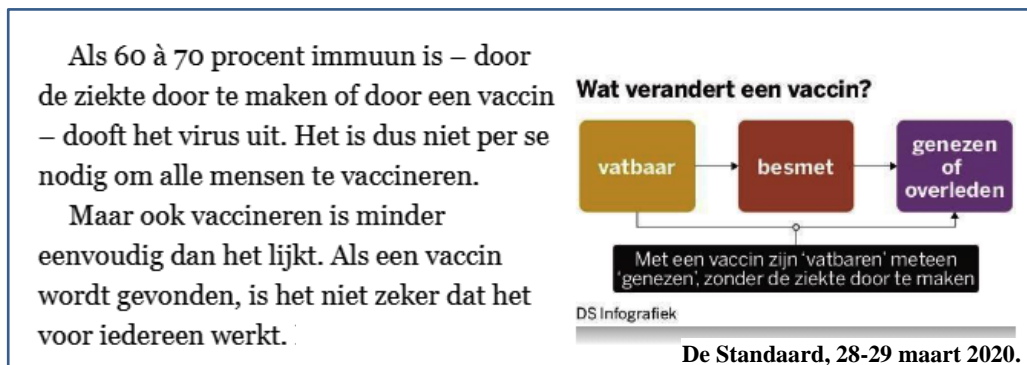 Als 60 à 70 procent immuun is – door
de ziekte door te maken of door een vaccin
– dooft het virus uit. Het is dus niet per se
nodig om alle mensen te vaccineren.
Maar ook vaccineren is minder
eenvoudig dan het lijkt. Als een vaccin
wordt gevonden, is het niet zeker dat het
voor iedereen werkt.
Wat verandert een vaccin?
vatbaar
besmet
genezen
of
overleden
Met een vaccin zijn 'vatbaren' meteen
'genezen', zonder de ziekte door te maken
DS Infografiek
De Standaard, 28-29 maart 2020.